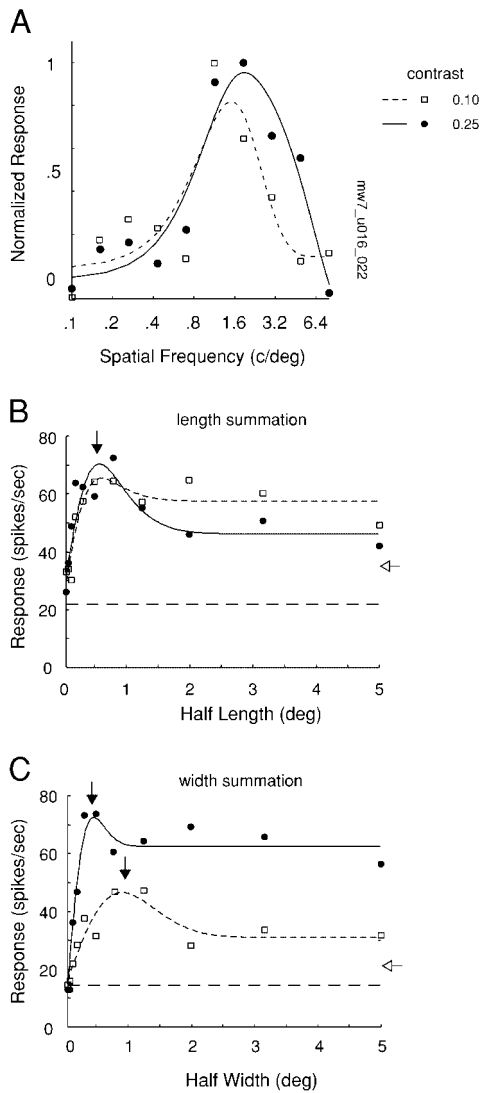 A
Normalized Response
1
.5
0
.1 .2 .4 .8 1.6 3.2 6.4
Spatial Frequency (c/deg)
contrast
0.10
0.25
mw7_u016_022
B
length summation
Response (spikes/sec)
80
60
40
20
0
0 1 2 3 4 5
Half Length (deg)
C
width summation
Response (spikes/sec)
80
60
40
20
0
0 1 2 3 4 5
Half Width (deg)